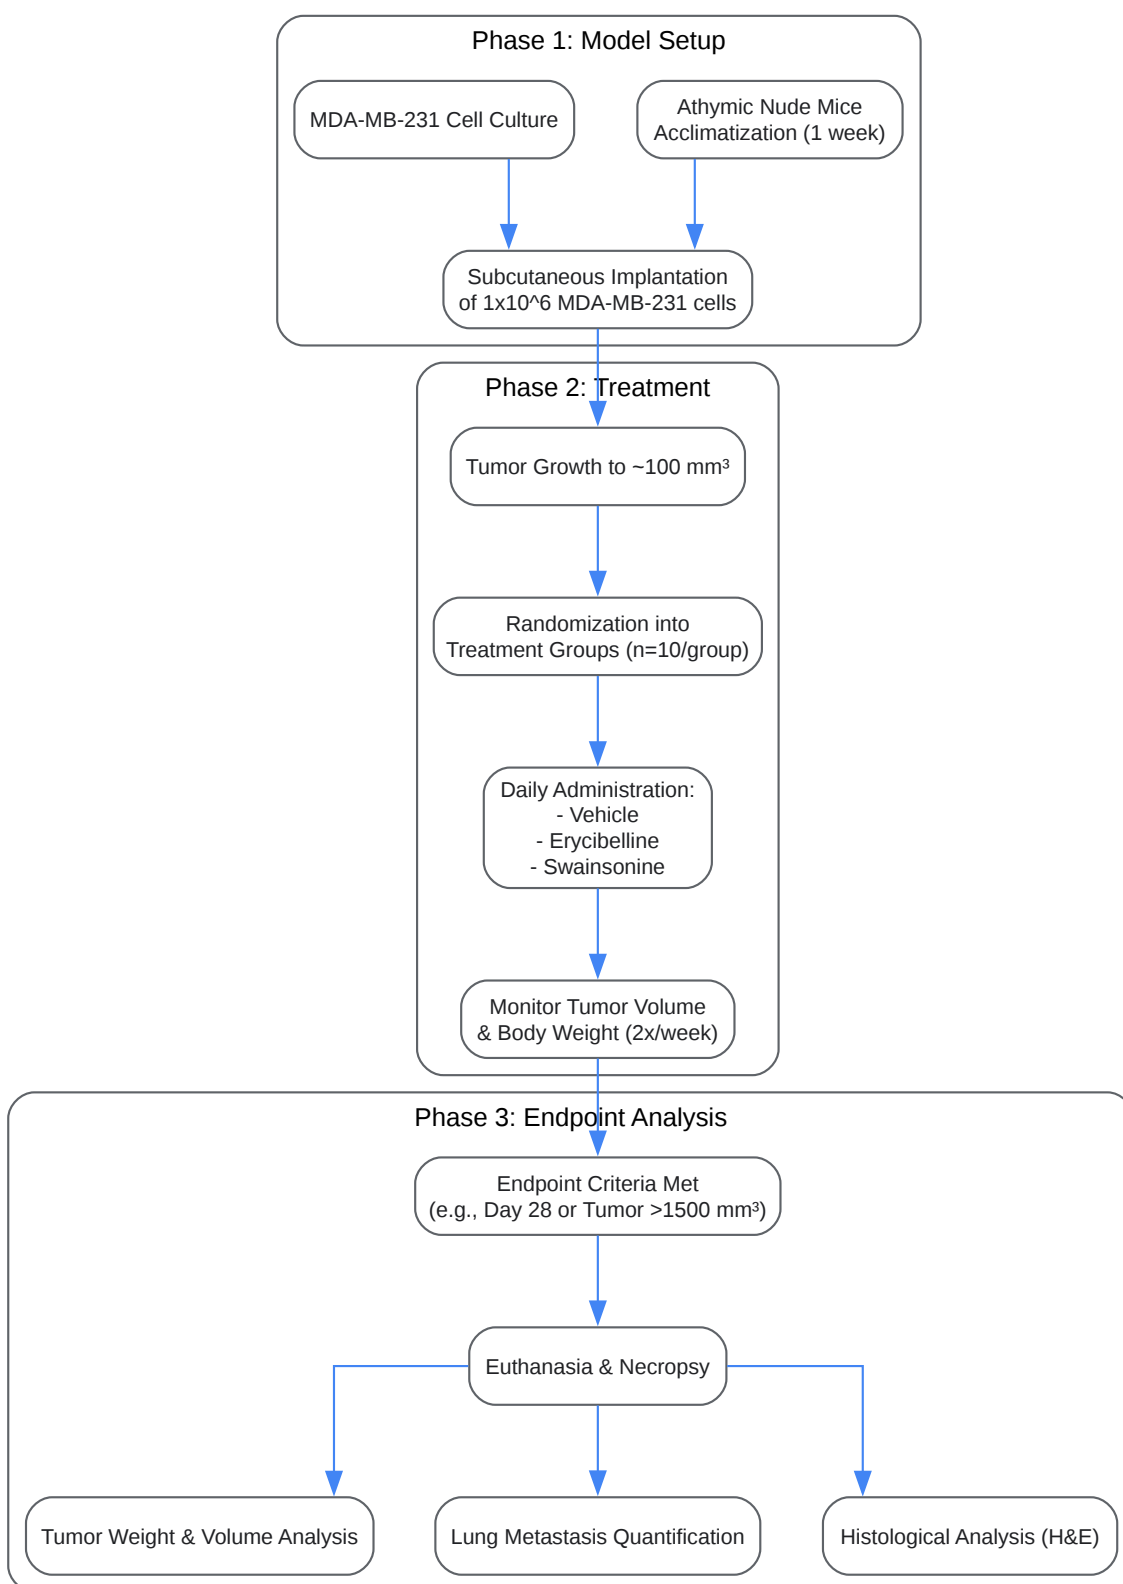 Phase 1: Model Setup
MDA-MB-231 Cell Culture
Athymic Nude Mice
Acclimatization (1 week)
Subcutaneous Implantation
of 1x10^6 MDA-MB-231 cells
Phase 2: Treatment
Tumor Growth to ~100 mm³
Randomization into
Treatment Groups (n=10/group)
Daily Administration:
- Vehicle
- Erycibelline
- Swainsonine
Monitor Tumor Volume
& Body Weight (2x/week)
Phase 3: Endpoint Analysis
Endpoint Criteria Met
(e.g., Day 28 or Tumor >1500 mm³)
Euthanasia & Necropsy
Tumor Weight & Volume Analysis
Lung Metastasis Quantification
Histological Analysis (H&E)